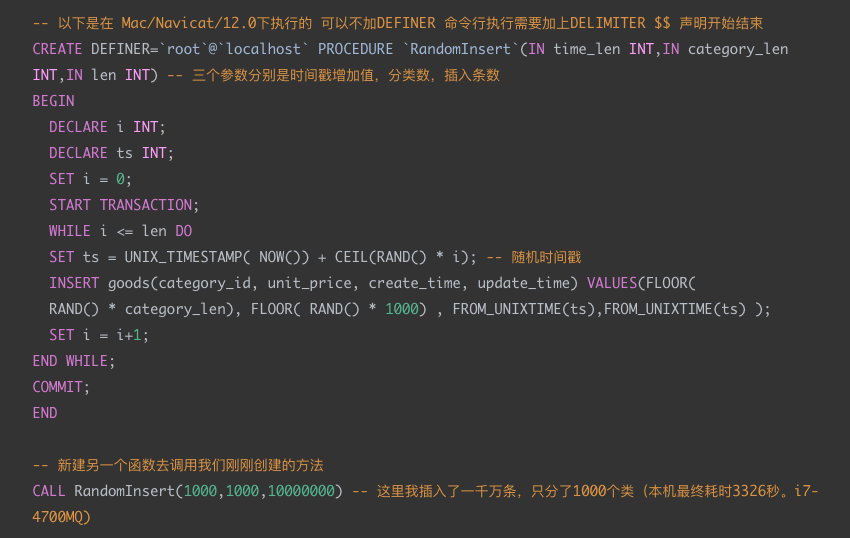 -- 以下是在 Mac/Navicat/12.0下执行的 可以不加DEFINER 命令行执行需要加上DELIMITER $$ 声明开始结束
CREATE DEFINER=`root`@`localhost` PROCEDURE `RandomInsert`(IN time_len INT,IN category_len
INT,IN len INT) -- 三个参数分别是时间戳增加值，分类数，插入条数
BEGIN
  DECLARE i INT;
  DECLARE ts INT;
  SET i = 0;
  START TRANSACTION;
  WHILE i <= len DO
  SET ts = UNIX_TIMESTAMP( NOW()) + CEIL(RAND() * i); -- 随机时间戳
  INSERT goods(category_id, unit_price, create_time, update_time) VALUES(FLOOR(
  RAND() * category_len), FLOOR( RAND() * 1000) , FROM_UNIXTIME(ts),FROM_UNIXTIME(ts) );
  SET i = i+1;
END WHILE;
COMMIT;
END
-- 新建另一个函数去调用我们刚刚创建的方法
CALL RandomInsert(1000,1000,10000000) -- 这里我插入了一千万条，只分了1000个类（本机最终耗时3326秒。i7-
4700MQ）